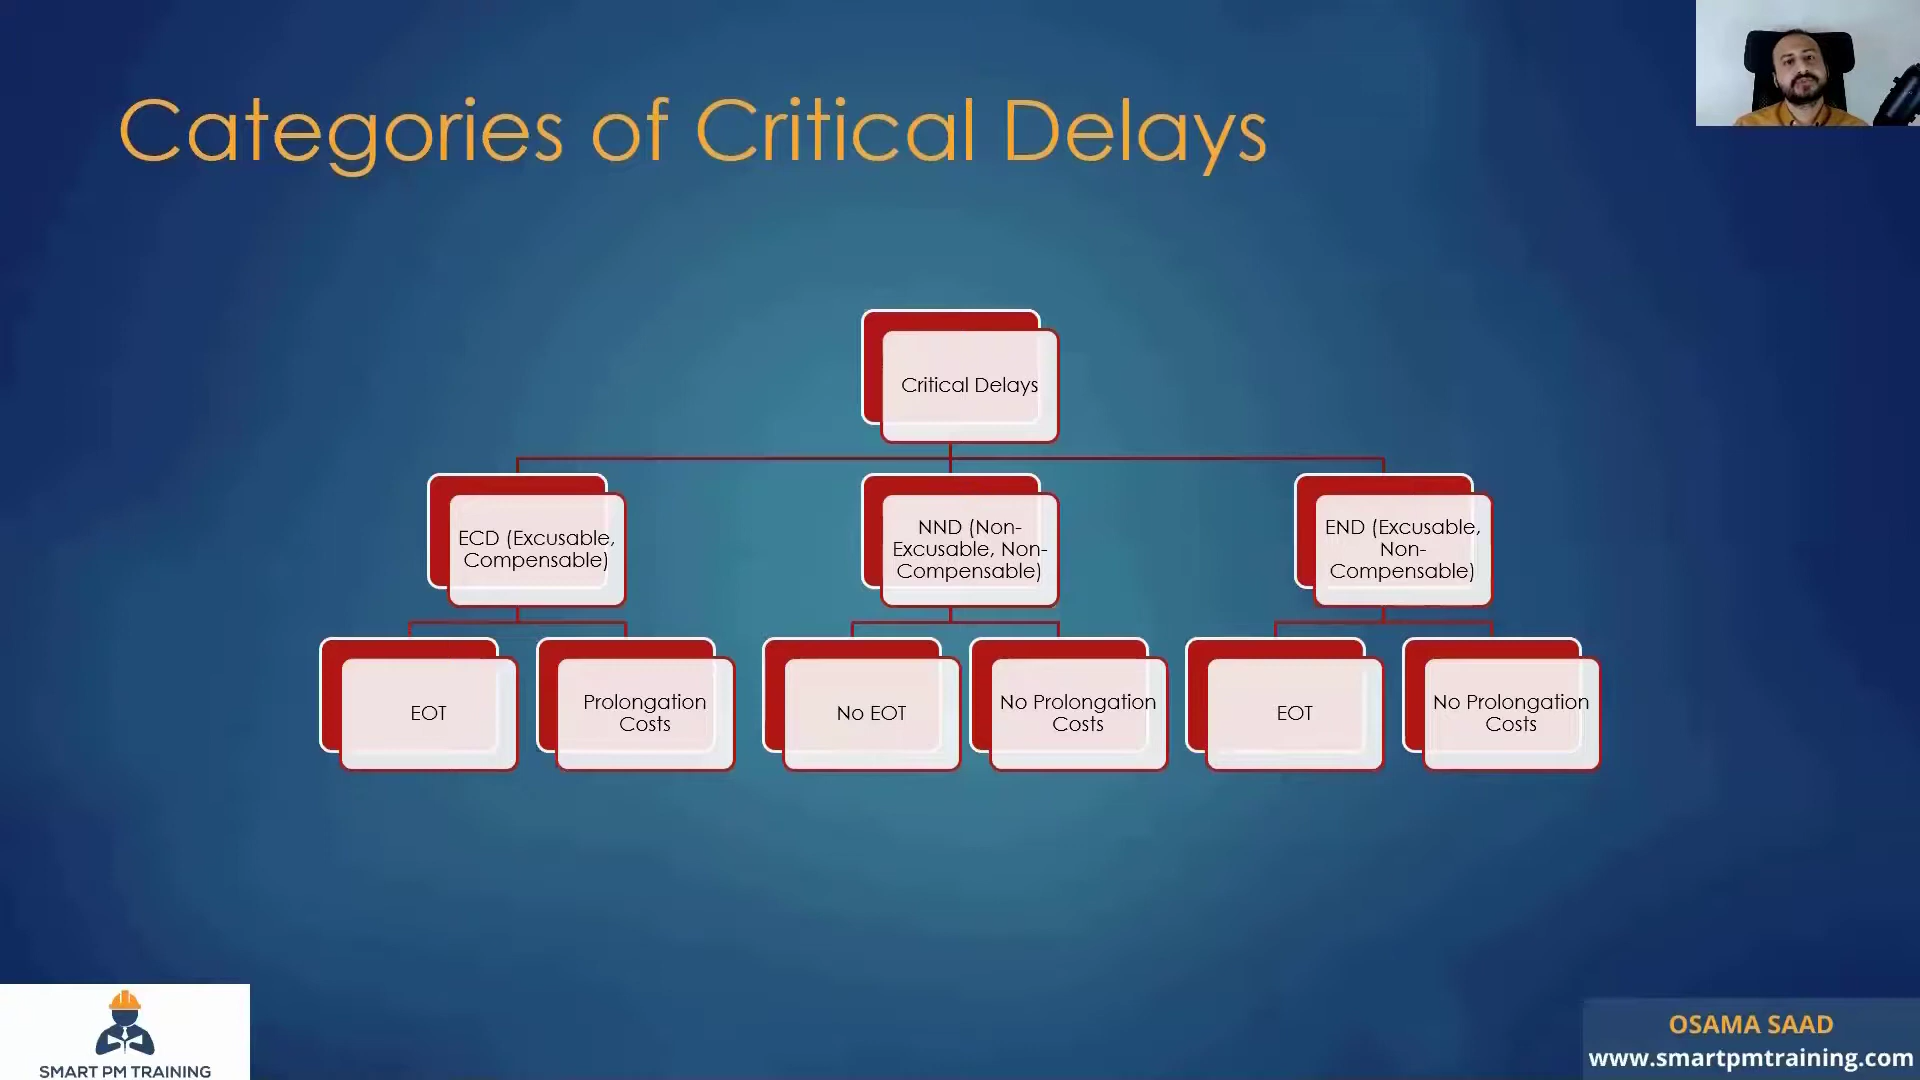 Categories of Critical Delays
Critical Delays
ECD (Excusable,
Compensable)
NND (Non-
Excusable, Non-
Compensable)
END (Excusable,
Non-
Compensable)
EOT
Prolongation
Costs
No EOT
No Prolongation
Costs
EOT
No Prolongation
Costs
SMART PM TRAINING
OSAMA SAAD
www.smartpmtraining.com